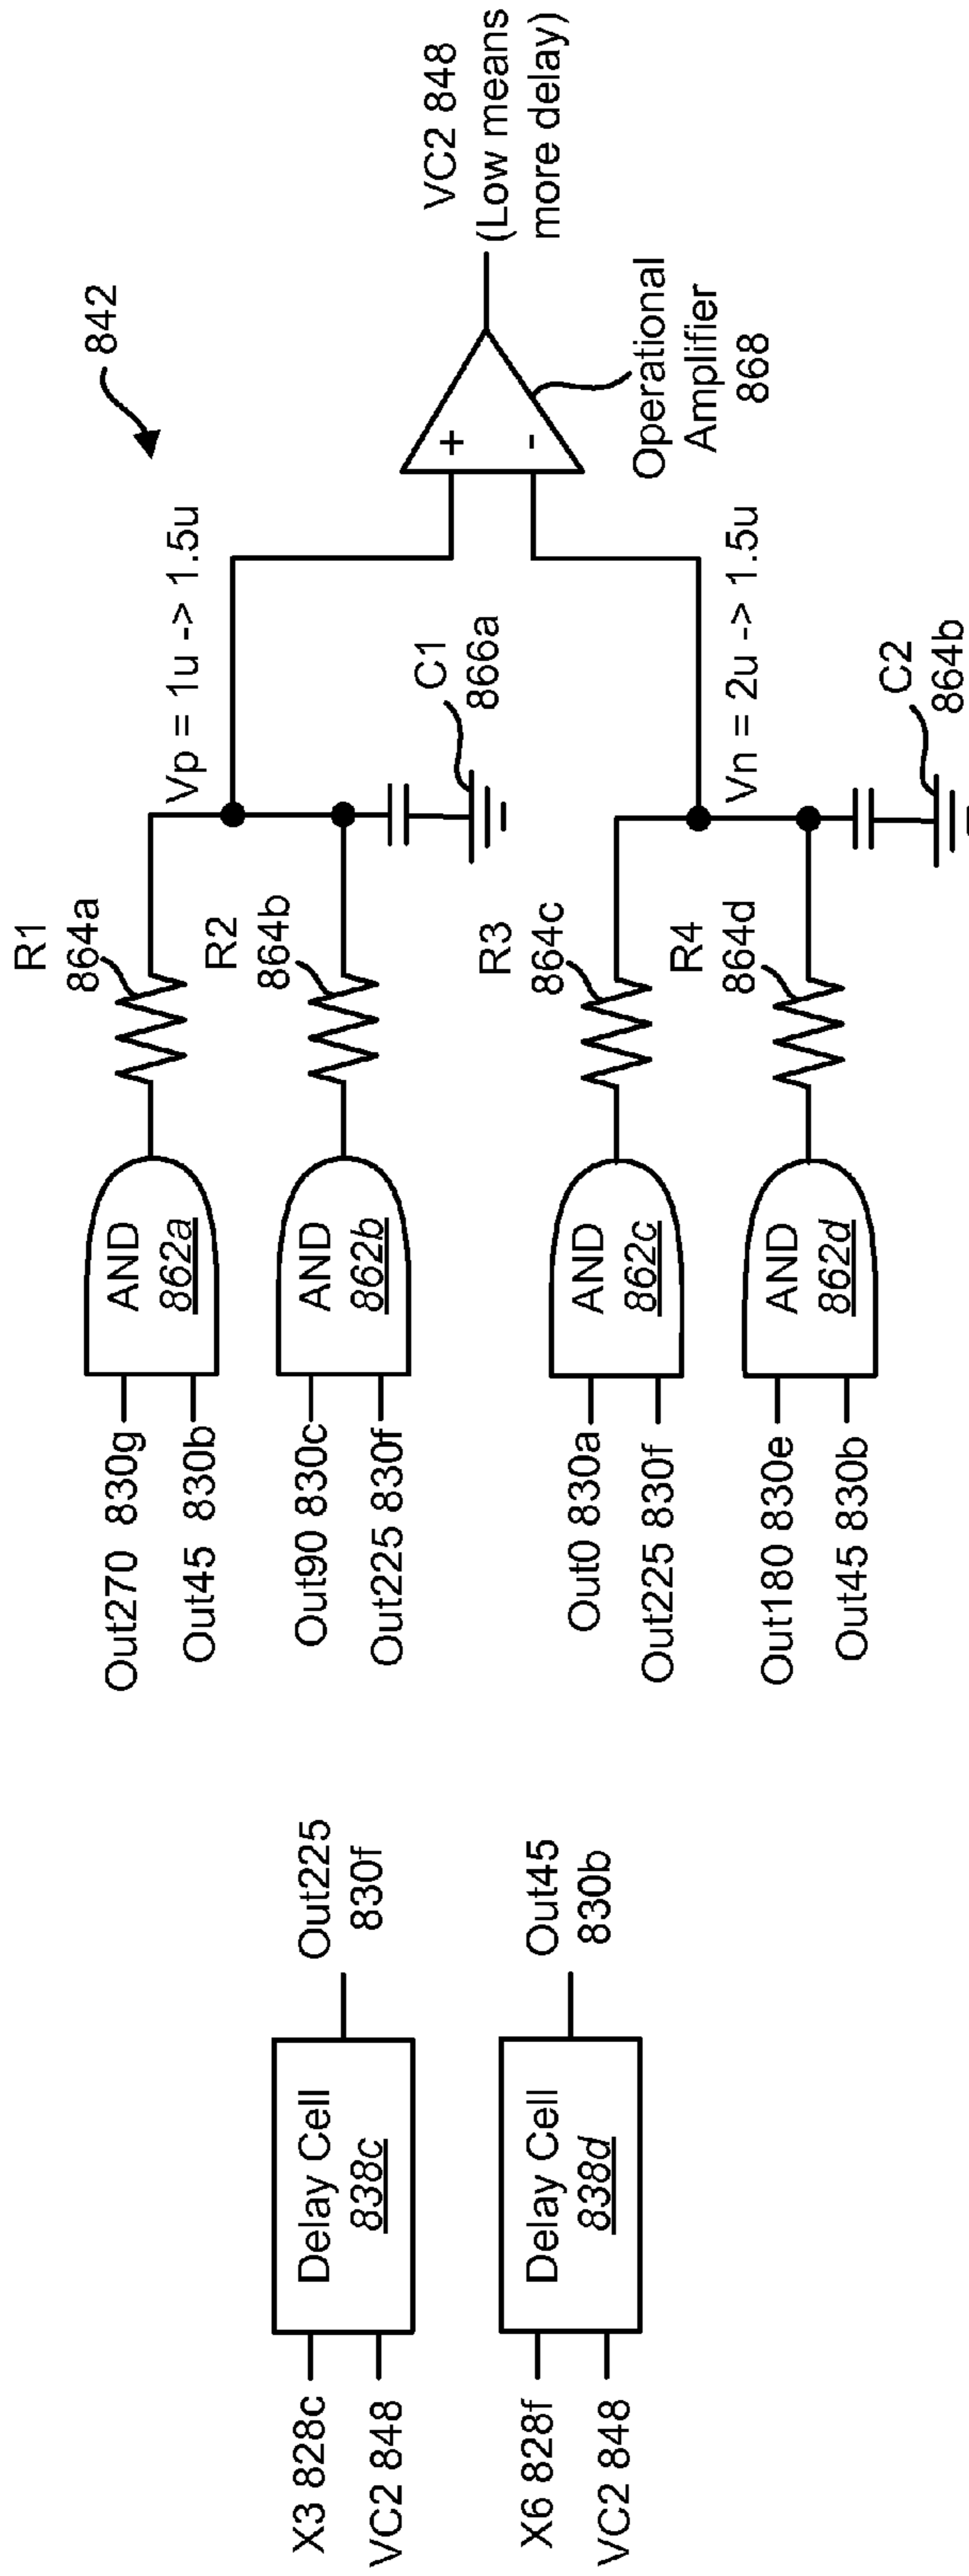 X3 828c
VC2 848
Delay Cell
838c
Out225
830f
X6 828f
VC2 848
Delay Cell
838d
Out45
830b
842
Out270 830g
Out45 830b
AND
862a
R1
864a
Out90 830c
Out225 830f
AND
862b
R2
864b
Vp = 1u -> 1.5u
C1
866a
Out0 830a
Out225 830f
AND
862c
R3
864c
Out180 830e
Out45 830b
AND
862d
R4
864d
Vn = 2u -> 1.5u
C2
864b
+
-
Operational
Amplifier
868
VC2 848
(Low means
more delay)